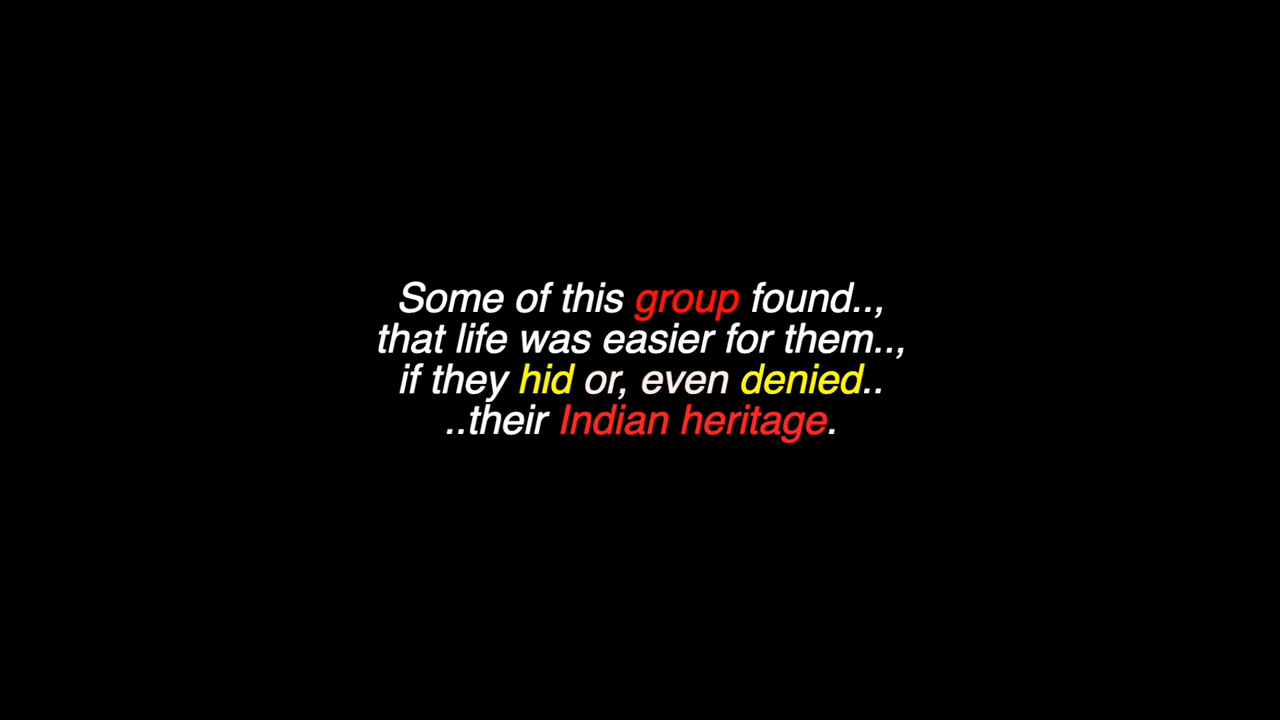 Some of this group found..,
that life was easier for them..,
if they hid or, even denied..
..their Indian heritage.